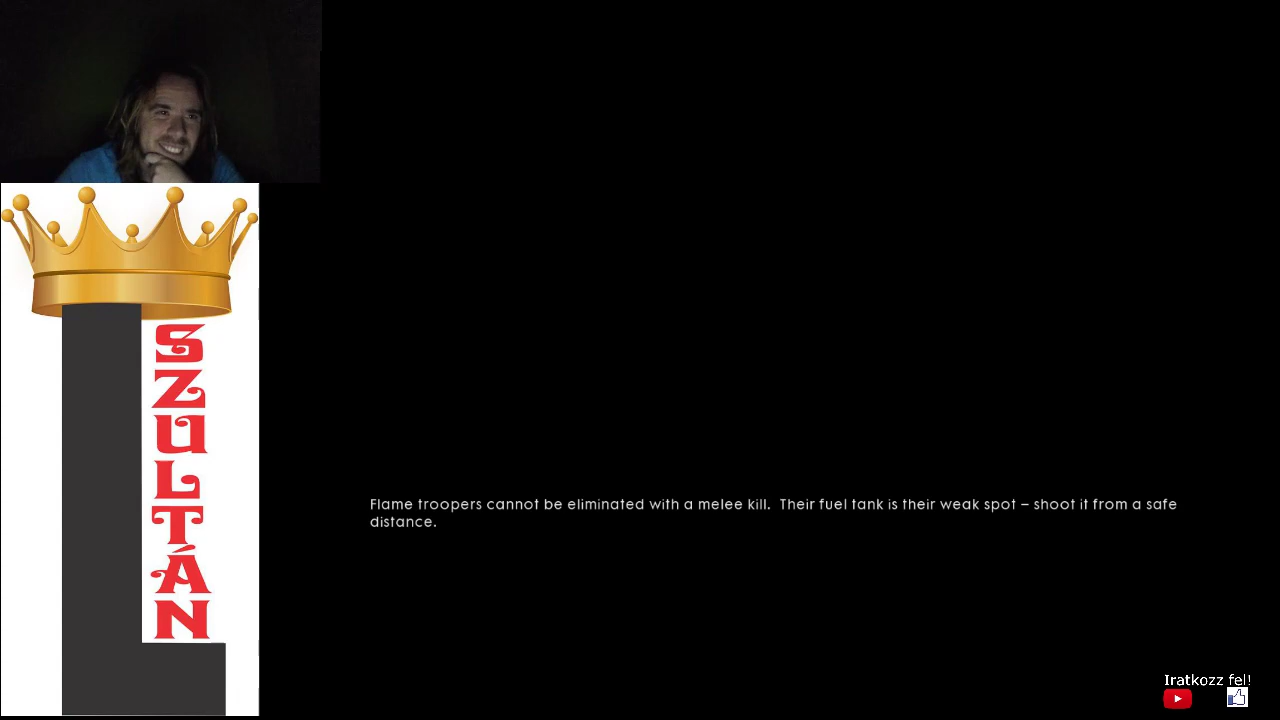 L
SZULTÁN
Flame troopers cannot be eliminated with a melee kill.  Their fuel tank is their weak spot – shoot it from a safe
distance.
Iratkozz fel!